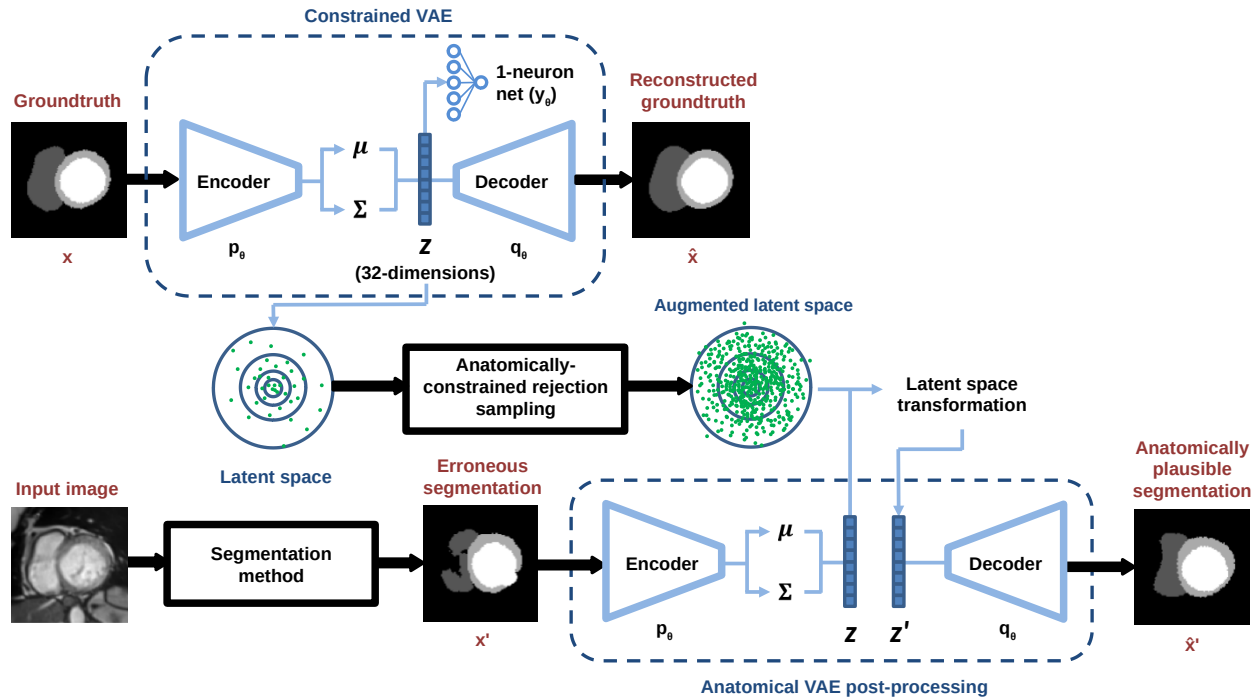 Constrained VAE
Groundtruth
1-neuron
net (yθ)
Reconstructed
groundtruth
Encoder
μ
Σ
Decoder
x
pθ
z
(32-dimensions)
qθ
x̂
Augmented latent space
Anatomically-
constrained rejection
sampling
Latent space
transformation
Latent space
Input image
Erroneous
segmentation
Anatomically
plausible
segmentation
Segmentation
method
Encoder
μ
Σ
Decoder
x'
pθ
z
z'
qθ
x̂'
Anatomical VAE post-processing